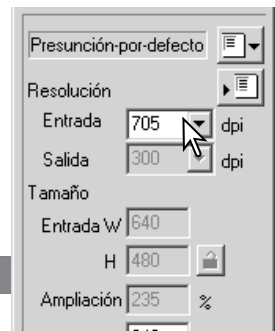 Presunción-por-defecto
Resolución
Entrada 705 dpi
Salida 300 dpi
Tamaño
Entrada W 640
H 480
Ampliación 235 %